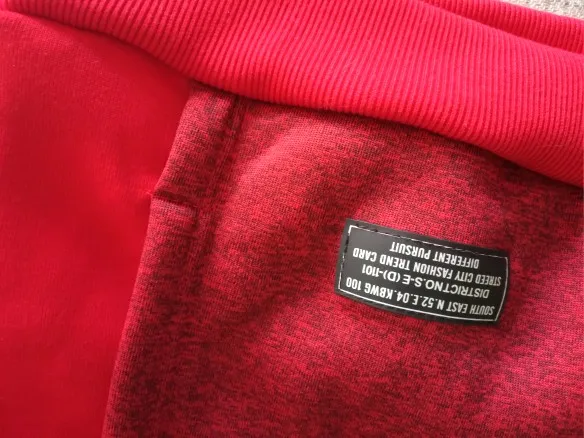 SOUTH EAST N.52.E.04.KBWG 100
DISTRICTNO.S-E (D)-1101
STREED CITY FASHION TREND CARD
DIFFERENT PURSUIT